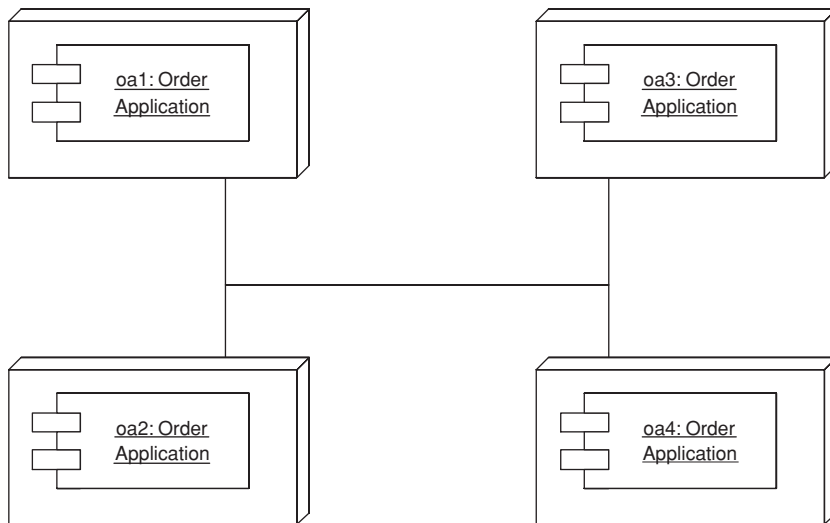 oa1: Order
Application
oa3: Order
Application
oa2: Order
Application
oa4: Order
Application